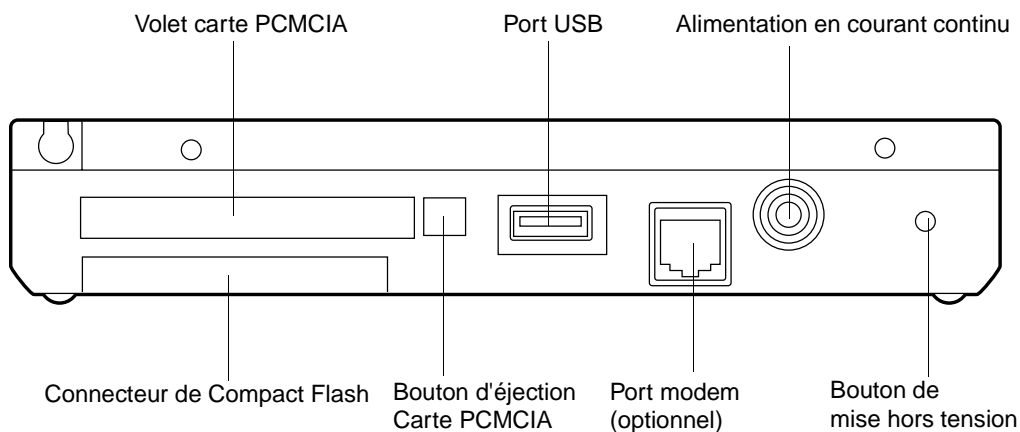 Volet carte PCMCIA
Port USB
Alimentation en courant continu
Connecteur de Compact Flash
Bouton d'éjection
Carte PCMCIA
Port modem
(optionnel)
Bouton de
mise hors tension